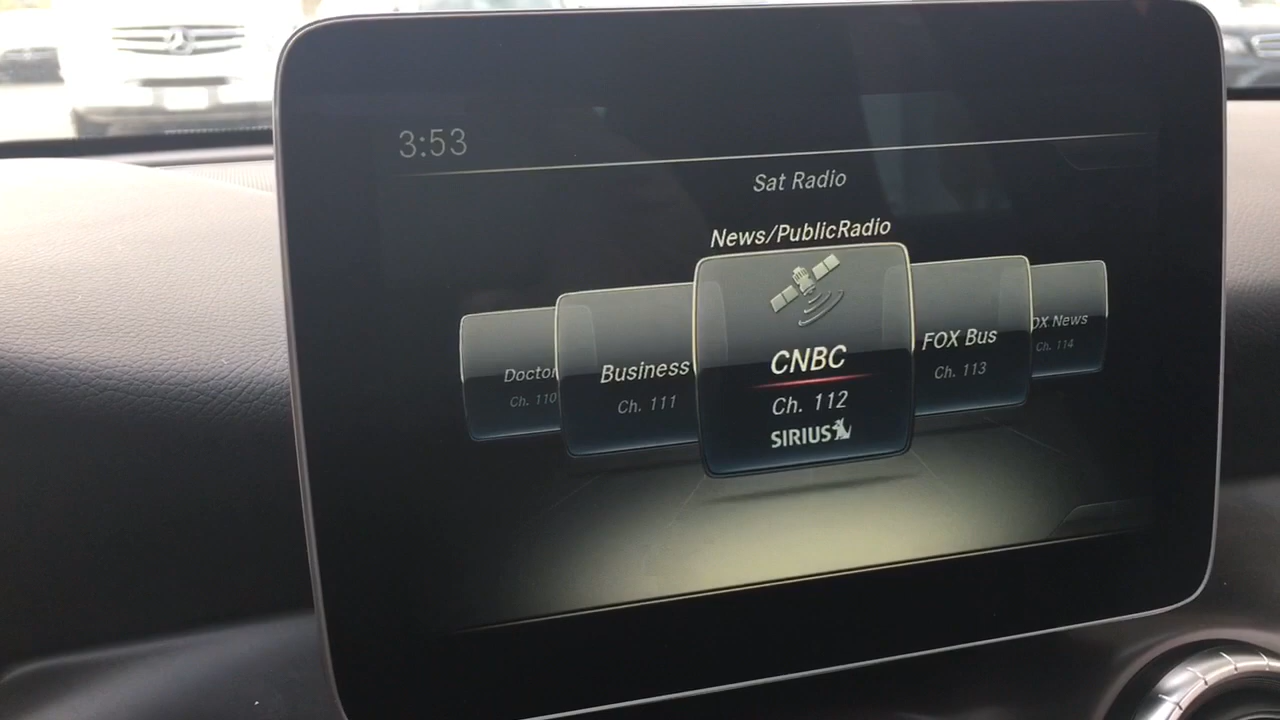 3:53
Sat Radio
News/PublicRadio
Doctor
Ch. 110
Business
Ch. 111
CNBC
Ch. 112
SIRIUS
FOX Bus
Ch. 113
OX News
Ch. 114